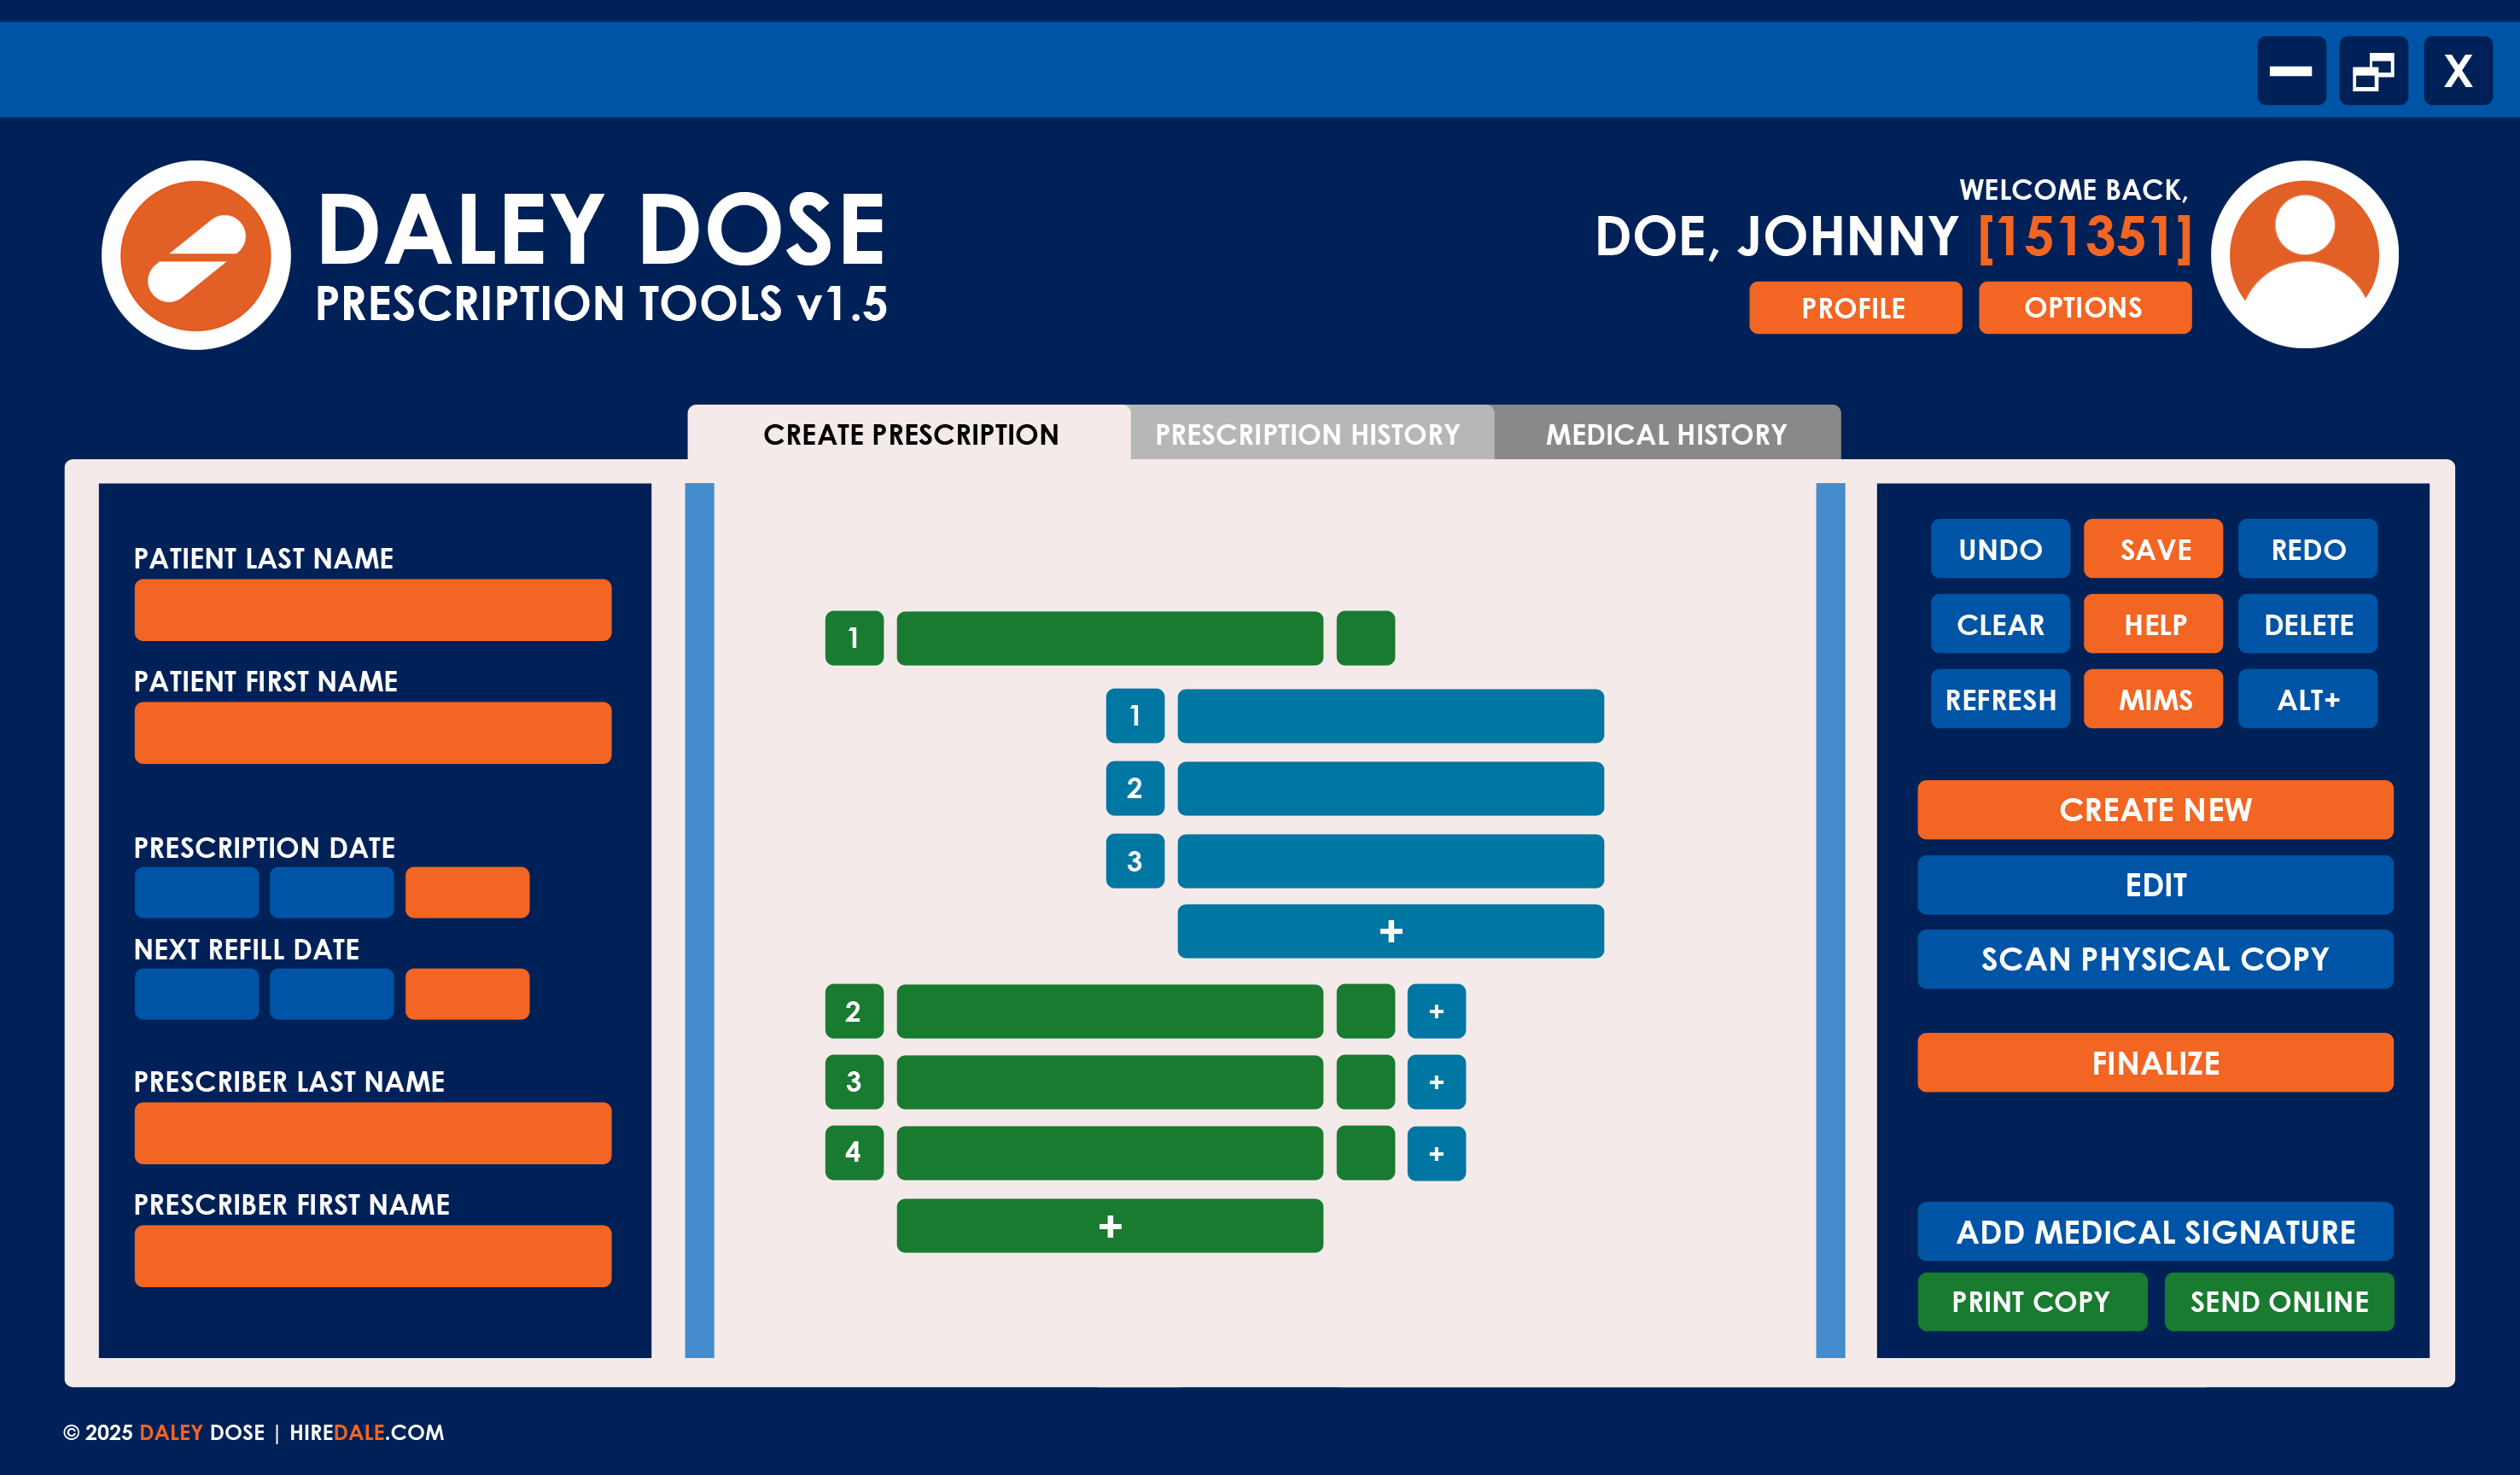 X
DALEY DOSE
PRESCRIPTION TOOLS v1.5
WELCOME BACK,
DOE, JOHNNY [151351]
PROFILE
OPTIONS
CREATE PRESCRIPTION
PRESCRIPTION HISTORY
MEDICAL HISTORY
PATIENT LAST NAME
PATIENT FIRST NAME
PRESCRIPTION DATE
NEXT REFILL DATE
PRESCRIBER LAST NAME
PRESCRIBER FIRST NAME
1
1
2
3
+
2 +
3 +
4 +
+
UNDO SAVE REDO
CLEAR HELP DELETE
REFRESH MIMS ALT+
CREATE NEW
EDIT
SCAN PHYSICAL COPY
FINALIZE
ADD MEDICAL SIGNATURE
PRINT COPY SEND ONLINE
© 2025 DALEY DOSE | HIREDALE.COM